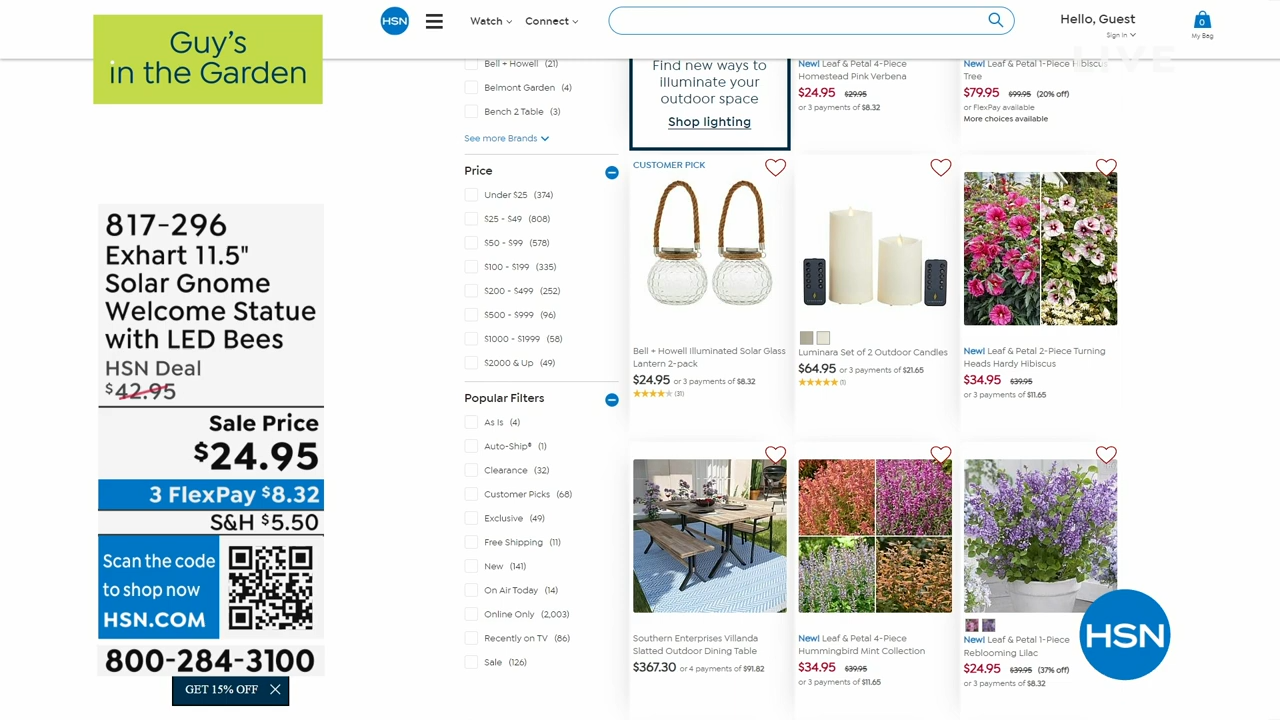 Guy's
in the Garden
817-296
Exhart 11.5"
Solar Gnome
Welcome Statue
with LED Bees
HSN Deal
$42.95
Sale Price
$24.95
3 FlexPay $8.32
S&H $5.50
Scan the code
to shop now
HSN.COM
800-284-3100
GET 15% OFF
HSN
Watch
Connect
Hello, Guest
Sign In
0
My Bag
LIVE
Bell + Howell (21)
Belmont Garden (4)
Bench 2 Table (3)
See more Brands
Price
Under $25 (374)
$25 - $49 (808)
$50 - $99 (578)
$100 - $199 (335)
$200 - $499 (252)
$500 - $999 (96)
$1000 - $1999 (58)
$2000 & Up (49)
Popular Filters
As Is (4)
Auto-Ship® (1)
Clearance (32)
Customer Picks (68)
Exclusive (49)
Free Shipping (11)
New (141)
On Air Today (14)
Online Only (2,003)
Recently on TV (86)
Sale (126)
Find new ways to
illuminate your
outdoor space
Shop lighting
New! Leaf & Petal 4-Piece
Homestead Pink Verbena
$24.95 $29.95
or 3 payments of $8.32
New! Leaf & Petal 1-Piece Hibiscus
Tree
$79.95 $99.95 (20% off)
or FlexPay available
More choices available
CUSTOMER PICK
Bell + Howell Illuminated Solar Glass
Lantern 2-pack
$24.95 or 3 payments of $8.32
(31)
Luminara Set of 2 Outdoor Candles
$64.95 or 3 payments of $21.65
(1)
New! Leaf & Petal 2-Piece Turning
Heads Hardy Hibiscus
$34.95 $39.95
or 3 payments of $11.65
Southern Enterprises Villanda
Slatted Outdoor Dining Table
$367.30 or 4 payments of $91.82
New! Leaf & Petal 4-Piece
Hummingbird Mint Collection
$34.95 $39.95
or 3 payments of $11.65
New! Leaf & Petal 1-Piece
Reblooming Lilac
$24.95 $39.95 (37% off)
or 3 payments of $8.32
HSN